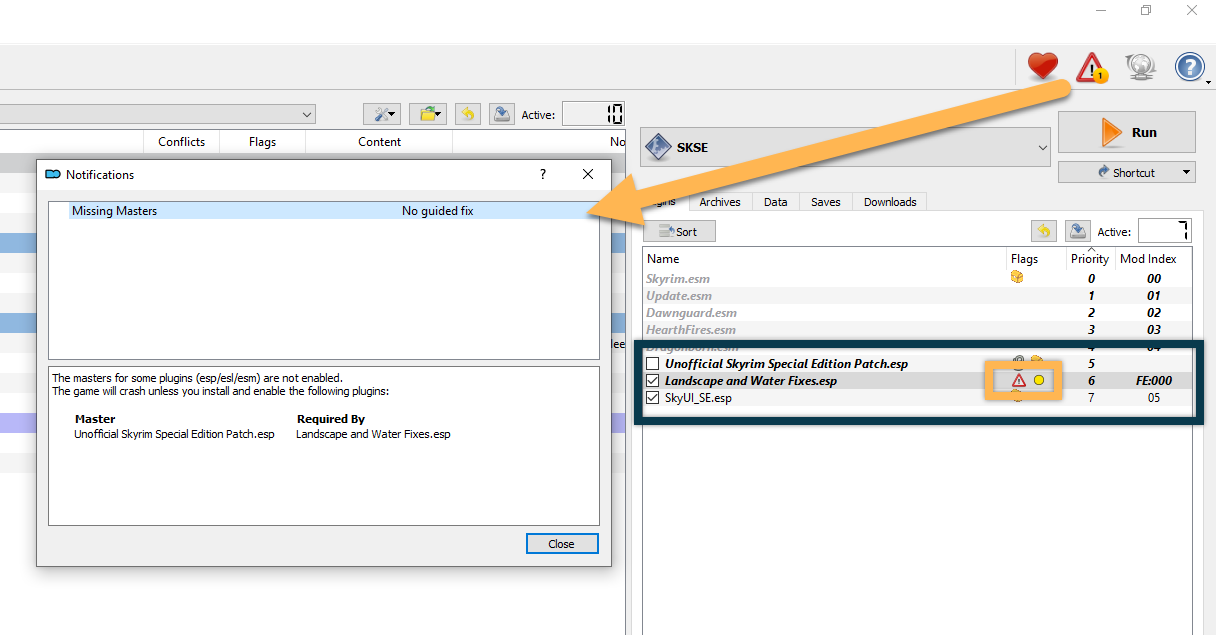 1
Active: 10
Conflicts Flags Content No
SKSE
Run
Shortcut
Notifications
?
Missing Masters No guided fix
The masters for some plugins (esp/esl/esm) are not enabled.
The game will crash unless you install and enable the following plugins:
Master Required By
Unofficial Skyrim Special Edition Patch.esp Landscape and Water Fixes.esp
Close
Archives Data Saves Downloads
Sort
Active: 7
Name Flags Priority Mod Index
Skyrim.esm 0 00
Update.esm 1 01
Dawnguard.esm 2 02
HearthFires.esm 3 03
Dragonborn.esm 4 04
Unofficial Skyrim Special Edition Patch.esp 5
Landscape and Water Fixes.esp 6 FE:000
SkyUI_SE.esp 7 05